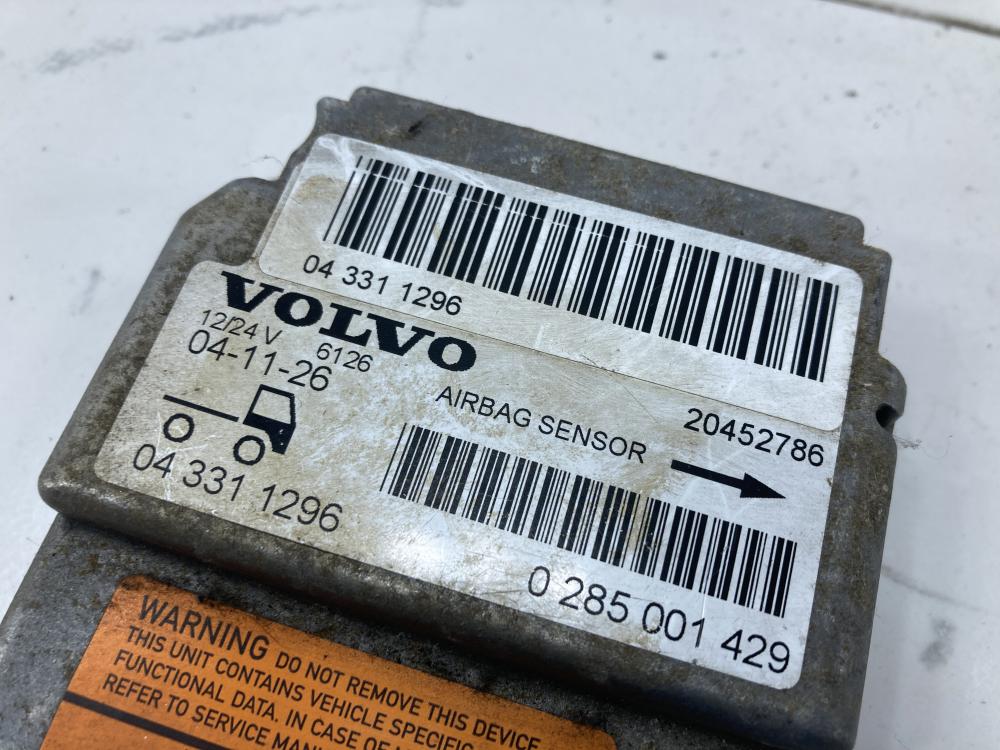 04 331 1296
VOLVO
12/24 V 6126
04-11-26
AIRBAG SENSOR
20452786
04 331 1296
0 285 001 429
WARNING DO NOT REMOVE THIS DEVICE
THIS UNIT CONTAINS VEHICLE SPECIFIC
FUNCTIONAL DATA. IN CASE OF
REFER TO SERVICE